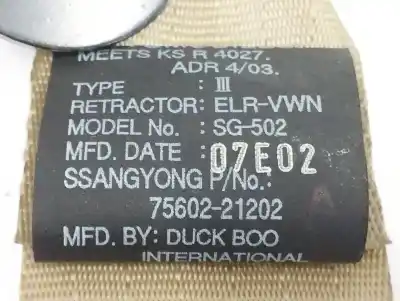 MEETS KS R 4027.
ADR 4/03.
TYPE : III
RETRACTOR: ELR-VWN
MODEL No. : SG-502
MFD. DATE : 07E02
SSANGYONG P/No.:
75602-21202
MFD. BY: DUCK BOO
INTERNATIONAL